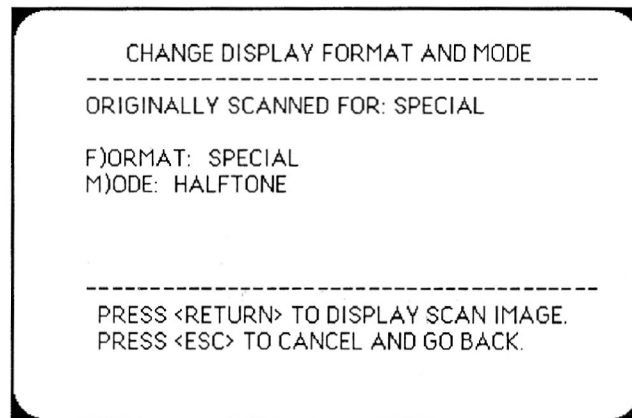 CHANGE DISPLAY FORMAT AND MODE
----------------------------------------
ORIGINALLY SCANNED FOR: SPECIAL
F)ORMAT: SPECIAL
M)ODE: HALFTONE
----------------------------------------
PRESS <RETURN> TO DISPLAY SCAN IMAGE.
PRESS <ESC> TO CANCEL AND GO BACK.